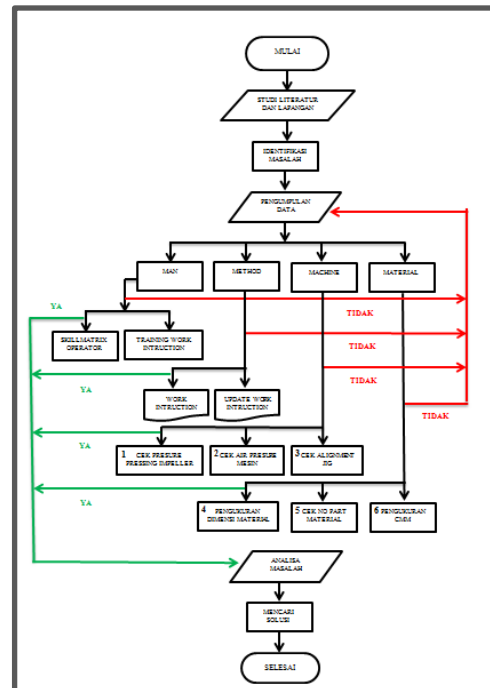 MULAI
STUDI LITERATUR
DAN LAPANGAN
IDENTIFIKASI
MASALAH
PENGUMPULAN
DATA
MAN
METHOD
MACHINE
MATERIAL
YA
TIDAK
SKILLMATRIX
OPERATOR
TRAINING WORK
INTRUCTION
TIDAK
TIDAK
YA
WORK
INTRUCTION
UPDATE WORK
INTRUCTION
TIDAK
YA
1 CEK PRESURE
PRESSING IMPELLER
2 CEK AIR PRESURE
MESIN
3 CEK ALIGNMENT
JIG
YA
4 PENGUKURAN
DIMENSI MATERIAL
5 CEK NO PART
MATERIAL
6 PENGUKURAN
CMM
ANALISA
MASALAH
MENCARI
SOLUSI
SELESAI